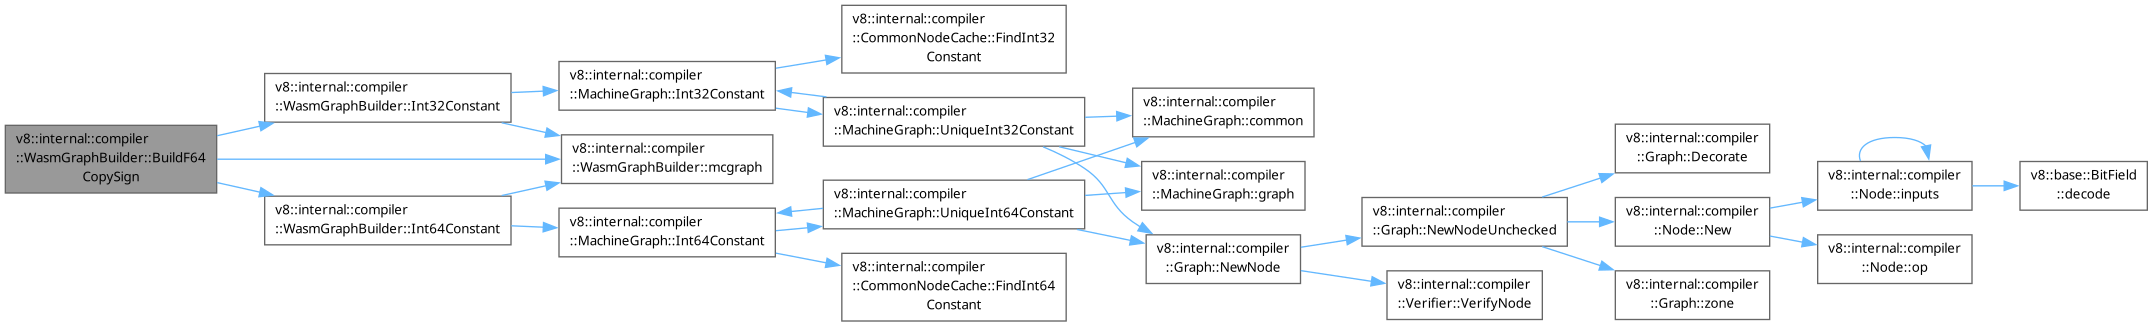 v8::internal::compiler
::WasmGraphBuilder::BuildF64
CopySign
v8::internal::compiler
::WasmGraphBuilder::Int32Constant
v8::internal::compiler
::WasmGraphBuilder::Int64Constant
v8::internal::compiler
::MachineGraph::Int32Constant
v8::internal::compiler
::WasmGraphBuilder::mcgraph
v8::internal::compiler
::MachineGraph::Int64Constant
v8::internal::compiler
::CommonNodeCache::FindInt32
Constant
v8::internal::compiler
::MachineGraph::UniqueInt32Constant
v8::internal::compiler
::MachineGraph::UniqueInt64Constant
v8::internal::compiler
::CommonNodeCache::FindInt64
Constant
v8::internal::compiler
::MachineGraph::common
v8::internal::compiler
::MachineGraph::graph
v8::internal::compiler
::Graph::NewNode
v8::internal::compiler
::Graph::NewNodeUnchecked
v8::internal::compiler
::Verifier::VerifyNode
v8::internal::compiler
::Graph::Decorate
v8::internal::compiler
::Node::New
v8::internal::compiler
::Graph::zone
v8::internal::compiler
::Node::inputs
v8::internal::compiler
::Node::op
v8::base::BitField
::decode